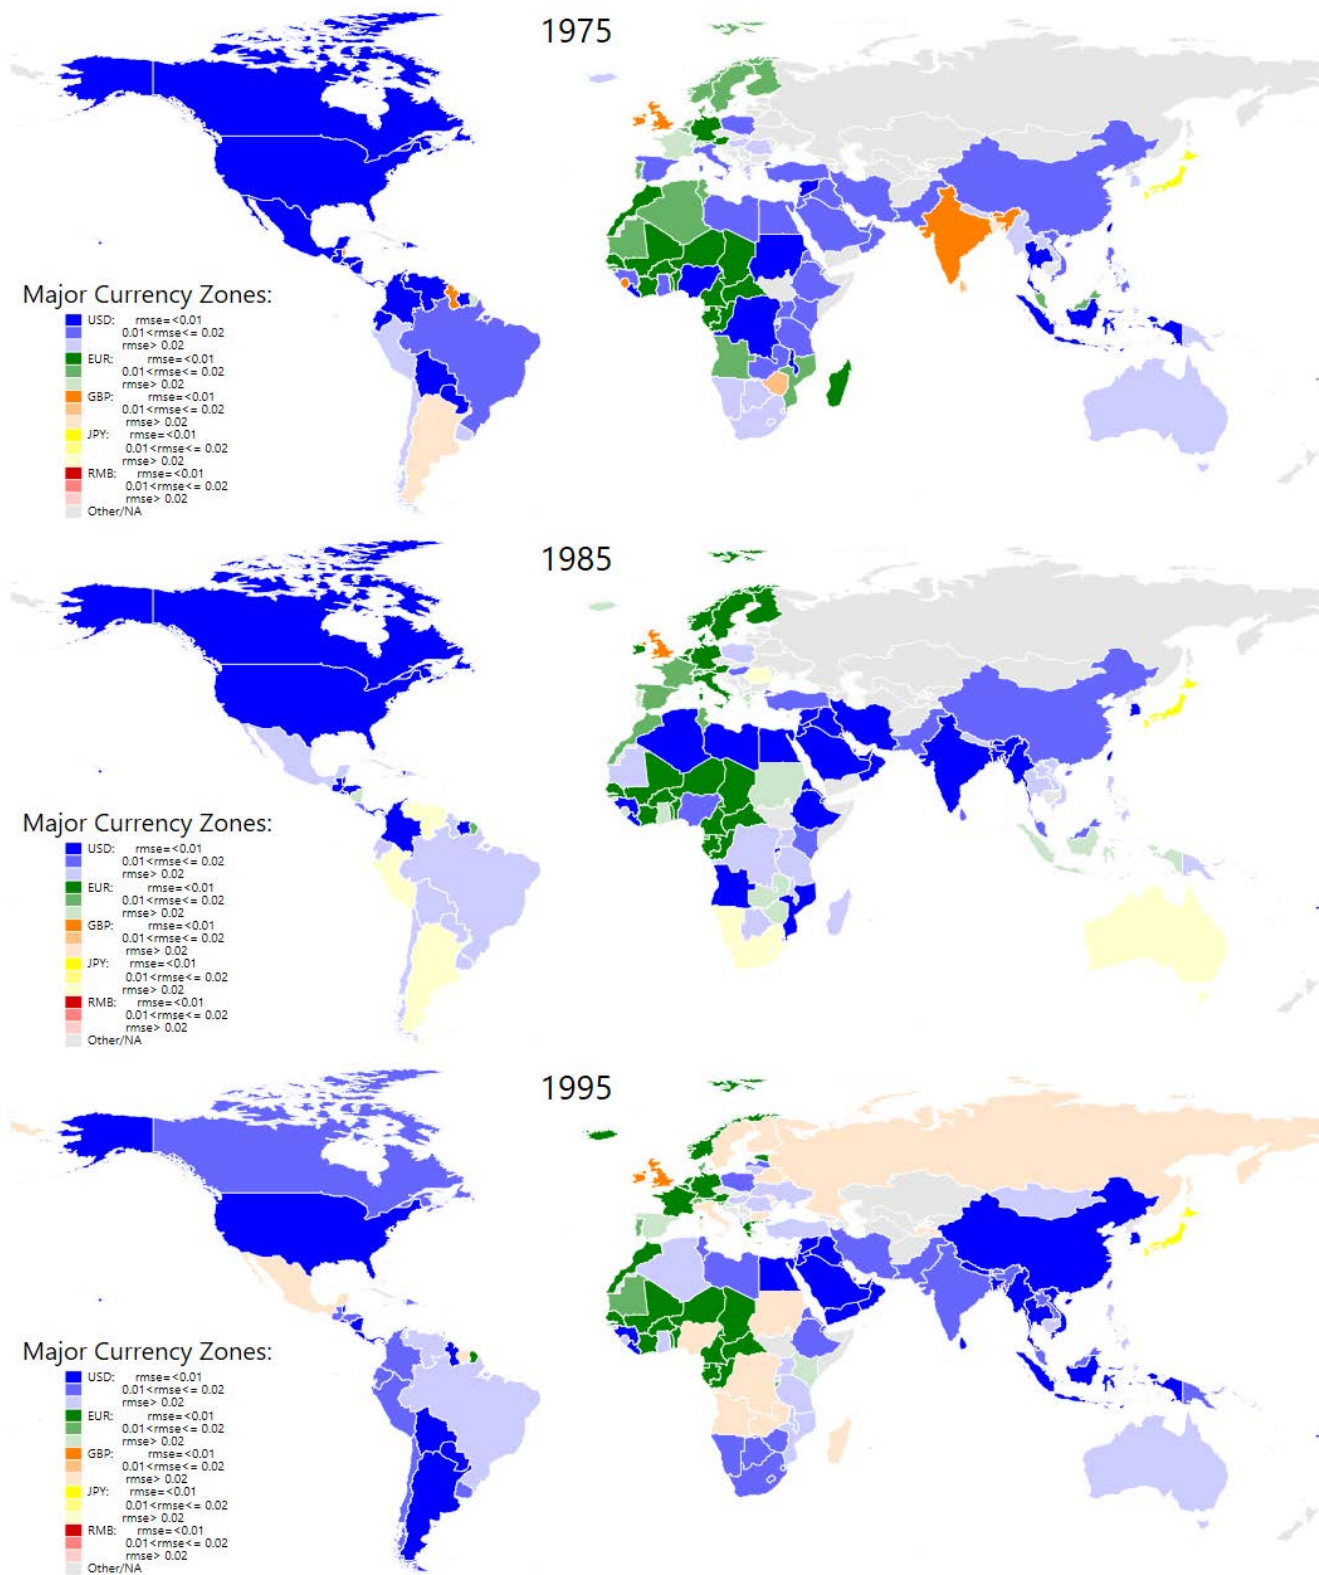 1975
Major Currency Zones:
USD: rmse=<0.01
0.01<rmse<= 0.02
rmse> 0.02
EUR: rmse=<0.01
0.01<rmse<= 0.02
rmse> 0.02
GBP: rmse=<0.01
0.01<rmse<= 0.02
rmse> 0.02
JPY: rmse=<0.01
0.01<rmse<= 0.02
rmse> 0.02
RMB: rmse=<0.01
0.01<rmse<= 0.02
rmse> 0.02
Other/NA
1985
Major Currency Zones:
USD: rmse=<0.01
0.01<rmse<= 0.02
rmse> 0.02
EUR: rmse=<0.01
0.01<rmse<= 0.02
rmse> 0.02
GBP: rmse=<0.01
0.01<rmse<= 0.02
rmse> 0.02
JPY: rmse=<0.01
0.01<rmse<= 0.02
rmse> 0.02
RMB: rmse=<0.01
0.01<rmse<= 0.02
rmse> 0.02
Other/NA
1995
Major Currency Zones:
USD: rmse=<0.01
0.01<rmse<= 0.02
rmse> 0.02
EUR: rmse=<0.01
0.01<rmse<= 0.02
rmse> 0.02
GBP: rmse=<0.01
0.01<rmse<= 0.02
rmse> 0.02
JPY: rmse=<0.01
0.01<rmse<= 0.02
rmse> 0.02
RMB: rmse=<0.01
0.01<rmse<= 0.02
rmse> 0.02
Other/NA